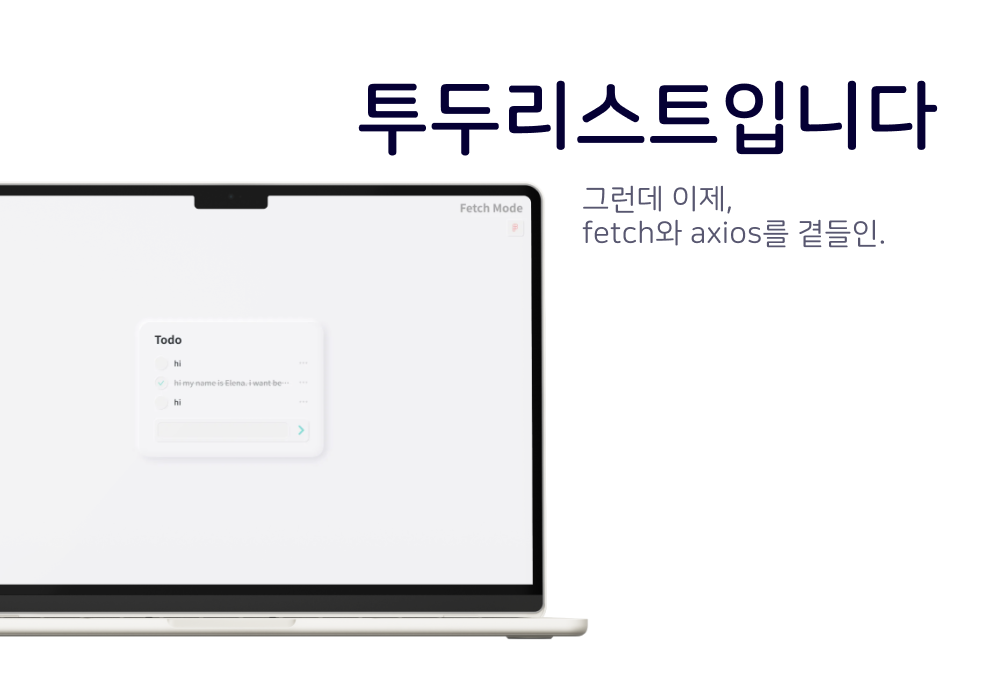 투두리스트입니다
그런데 이제,
fetch와 axios를 곁들인.
Fetch Mode
F
Todo
hi
hi my name is Elena. i want be…
hi